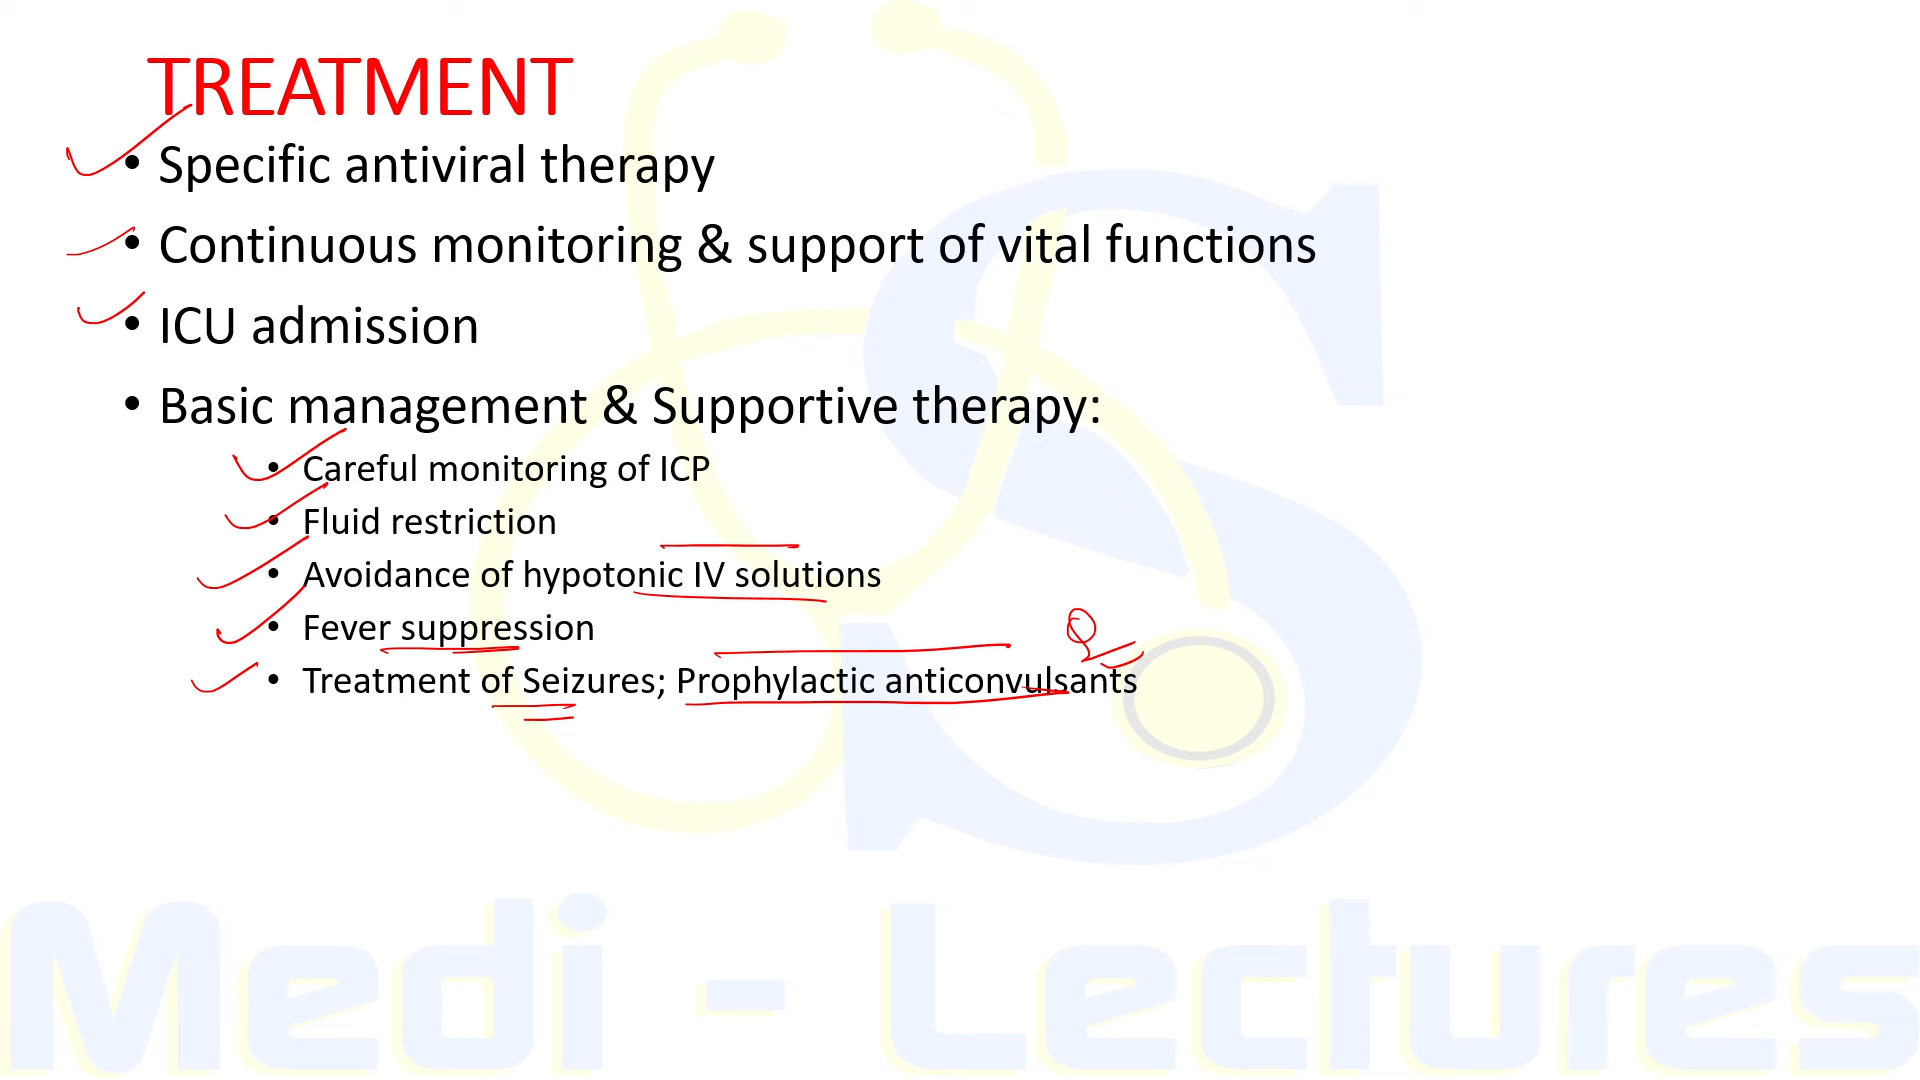 TREATMENT
• Specific antiviral therapy
• Continuous monitoring & support of vital functions
• ICU admission
• Basic management & Supportive therapy:
• Careful monitoring of ICP
• Fluid restriction
• Avoidance of hypotonic IV solutions
• Fever suppression
• Treatment of Seizures; Prophylactic anticonvulsants
Medi - Lectures